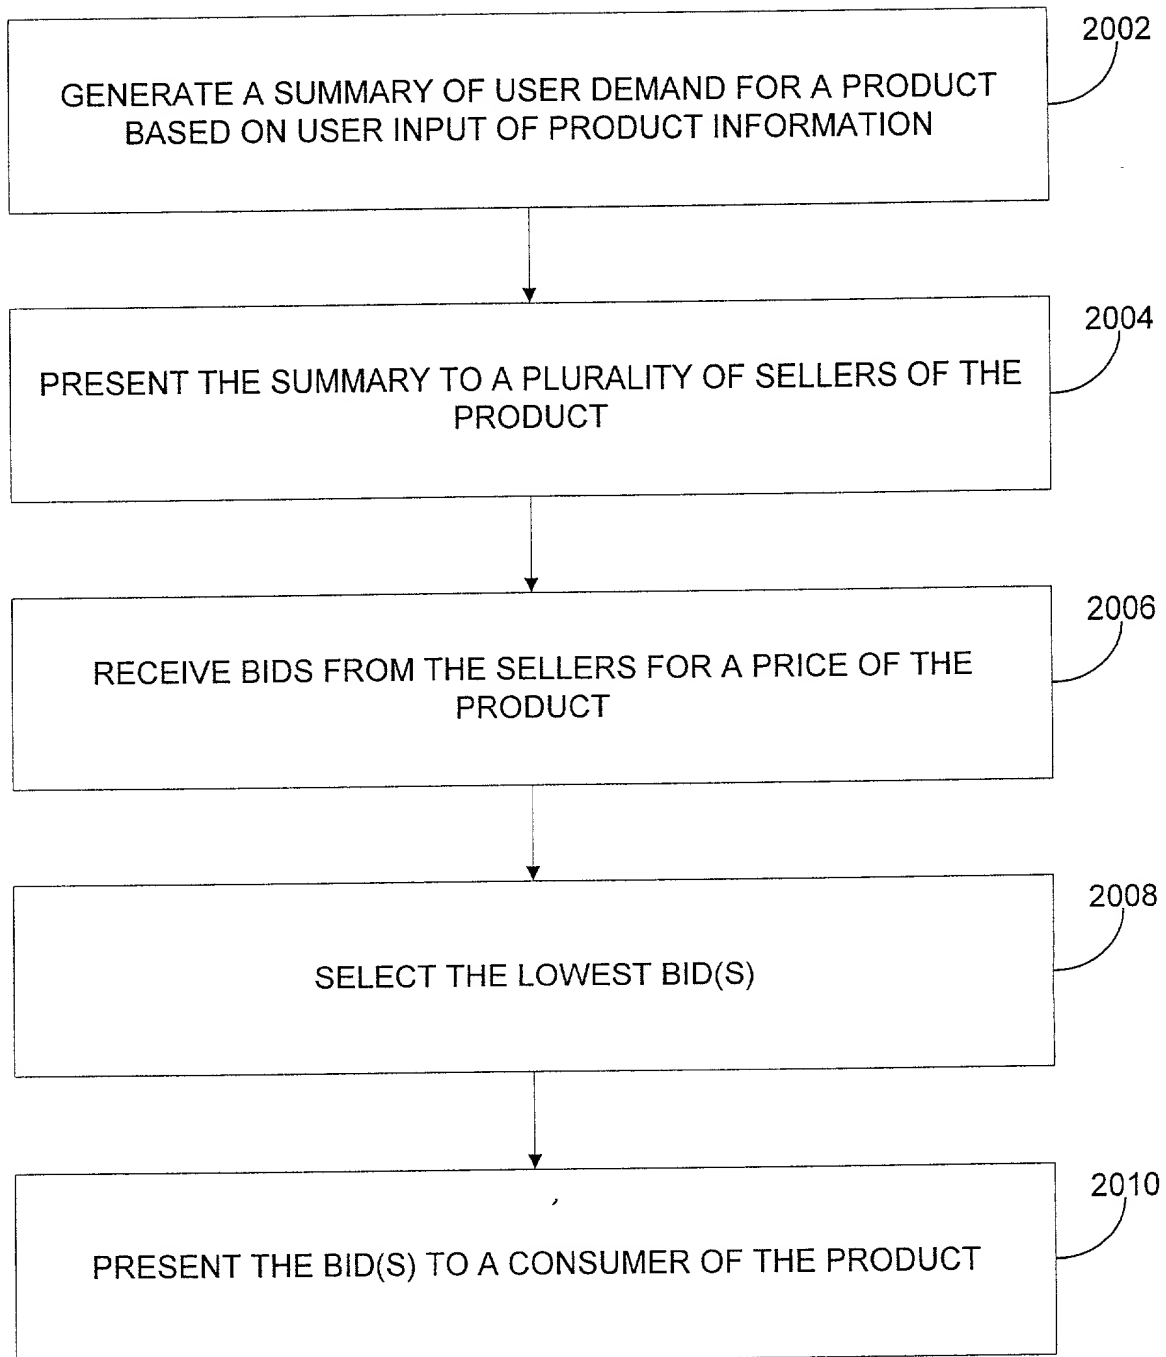 2002
GENERATE A SUMMARY OF USER DEMAND FOR A PRODUCT
BASED ON USER INPUT OF PRODUCT INFORMATION
2004
PRESENT THE SUMMARY TO A PLURALITY OF SELLERS OF THE
PRODUCT
2006
RECEIVE BIDS FROM THE SELLERS FOR A PRICE OF THE
PRODUCT
2008
SELECT THE LOWEST BID(S)
2010
PRESENT THE BID(S) TO A CONSUMER OF THE PRODUCT